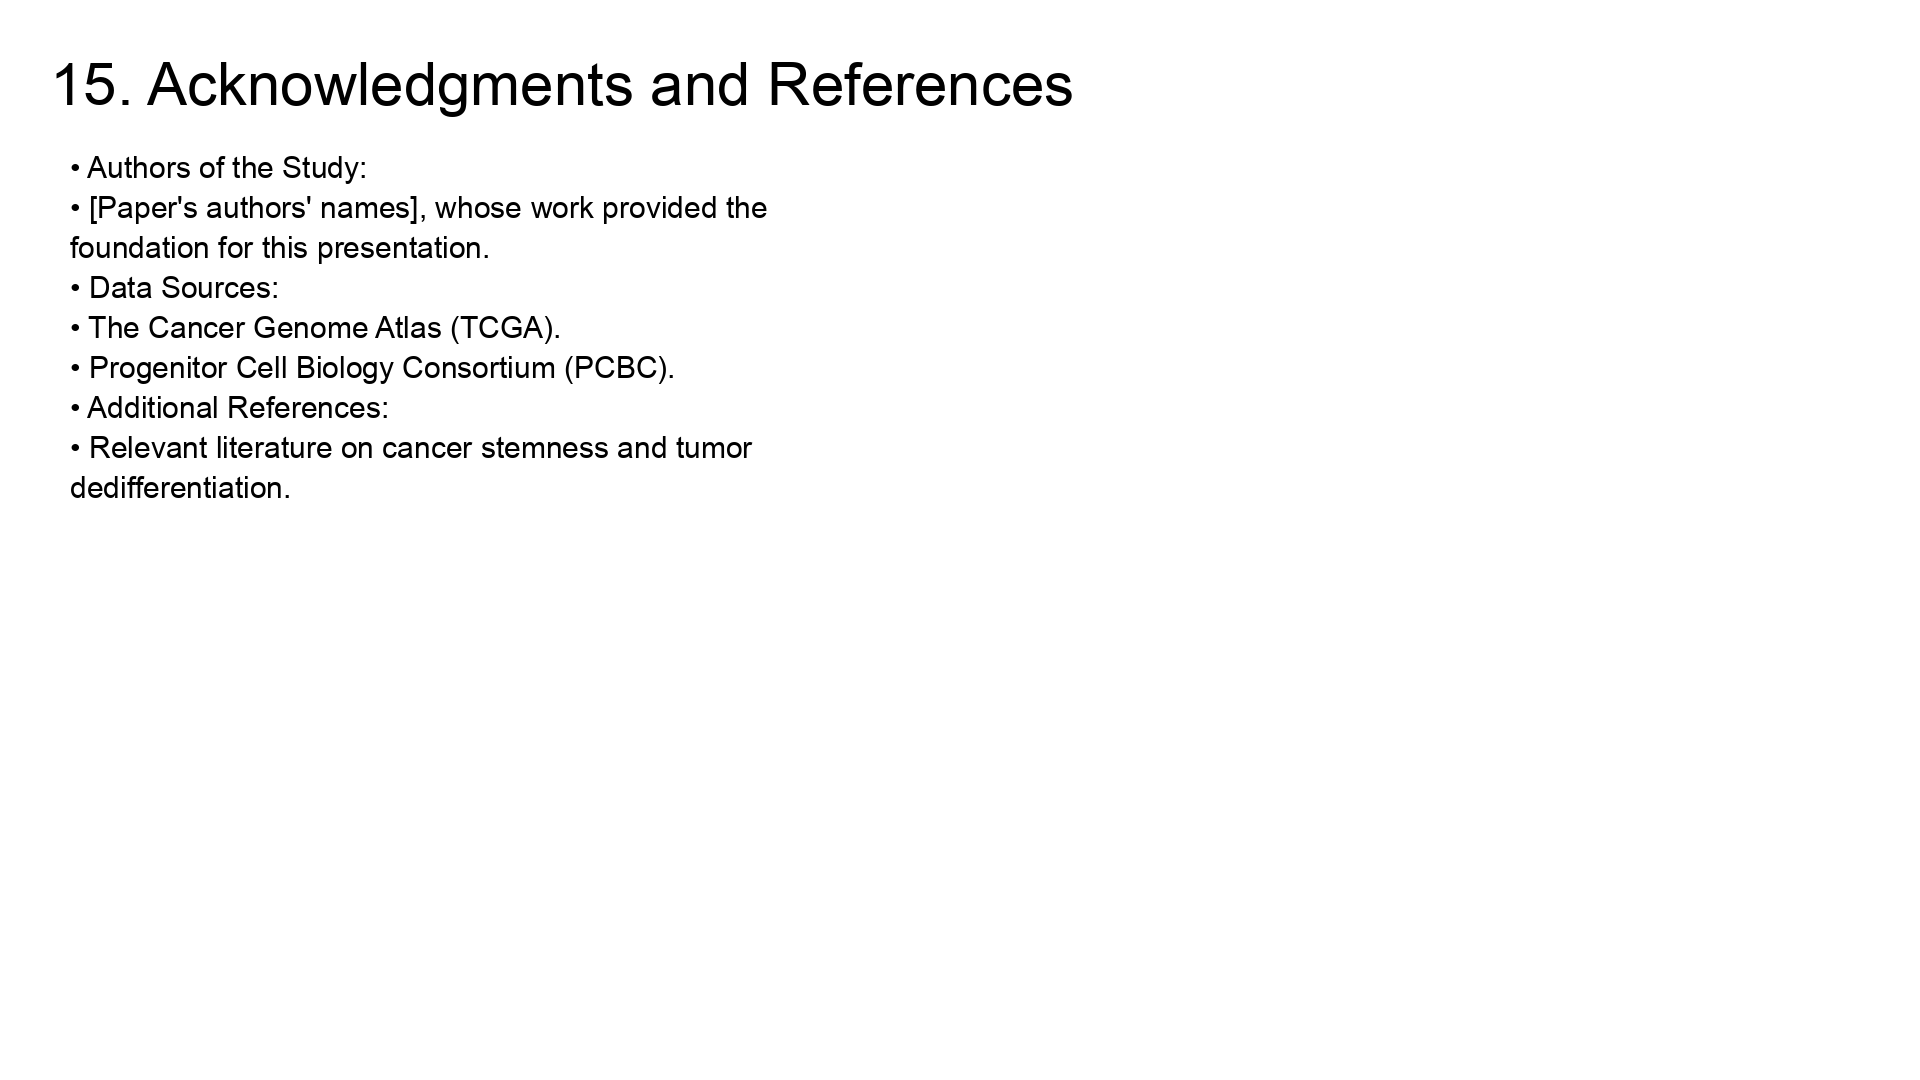 15. Acknowledgments and References
• Authors of the Study:
• [Paper's authors' names], whose work provided the
foundation for this presentation.
• Data Sources:
• The Cancer Genome Atlas (TCGA).
• Progenitor Cell Biology Consortium (PCBC).
• Additional References:
• Relevant literature on cancer stemness and tumor
dedifferentiation.